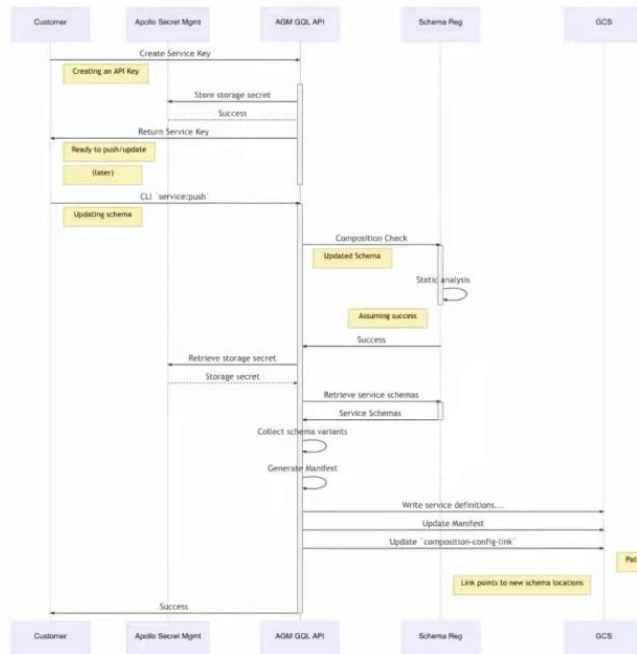 Customer
Apollo Secret Mgmt
AGM GQL API
Schema Reg
GCS
Create Service Key
Creating an API Key
Store storage secret
Success
Return Service Key
Ready to push/update
(later)
CLI `service:push`
Updating schema
Composition Check
Updated Schema
Static analysis
Assuming success
Success
Retrieve storage secret
Storage secret
Retrieve service schemas
Service Schemas
Collect schema variants
Generate Manifest
Write service definitions...
Update Manifest
Update `composition-config-link`
Pat
Link points to new schema locations
Success
Customer
Apollo Secret Mgmt
AGM GQL API
Schema Reg
GCS